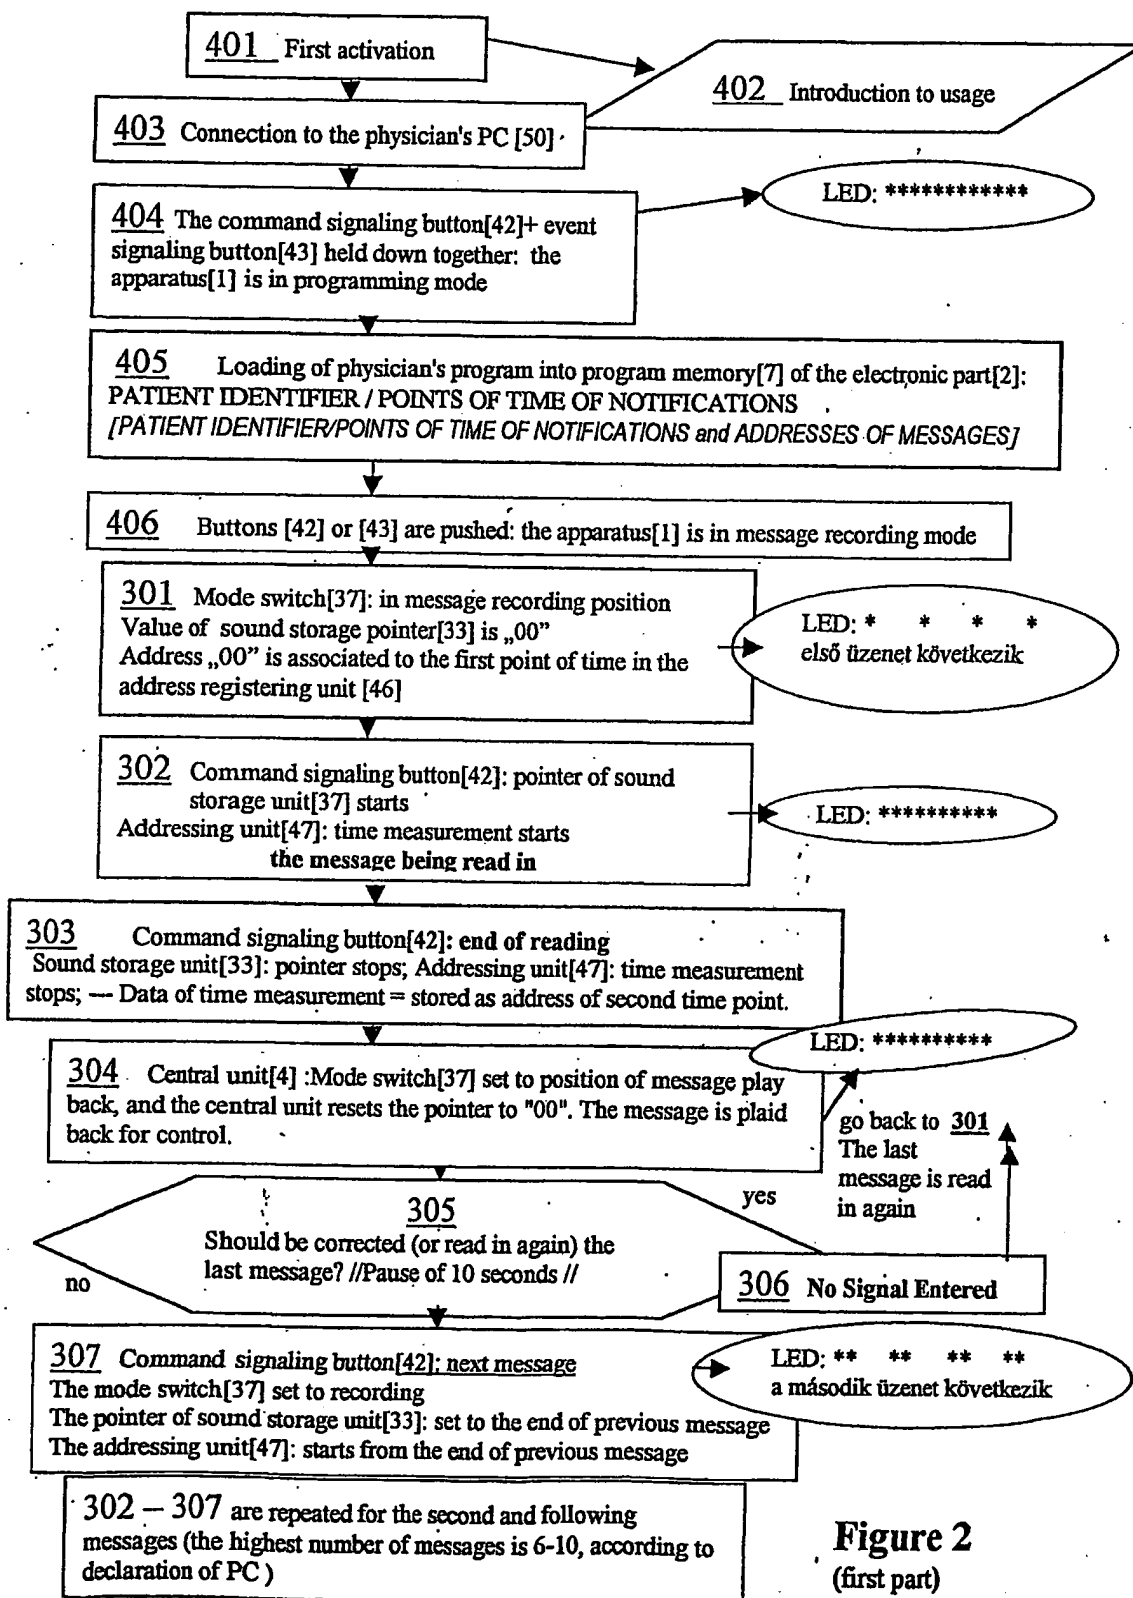 401 First activation
402 Introduction to usage
403 Connection to the physician's PC [50]
LED: ************
404 The command signaling button[42]+ event
signaling button[43] held down together: the
apparatus[1] is in programming mode
405 Loading of physician's program into program memory[7] of the electronic part[2]:
PATIENT IDENTIFIER / POINTS OF TIME OF NOTIFICATIONS
[PATIENT IDENTIFIER/POINTS OF TIME OF NOTIFICATIONS and ADDRESSES OF MESSAGES]
406 Buttons [42] or [43] are pushed: the apparatus[1] is in message recording mode
301 Mode switch[37]: in message recording position
Value of sound storage pointer[33] is „00”
Address „00” is associated to the first point of time in the
address registering unit [46]
LED: * * * *
első üzenet következik
302 Command signaling button[42]: pointer of sound
storage unit[37] starts
Addressing unit[47]: time measurement starts
the message being read in
LED: **********
303 Command signaling button[42]: end of reading
Sound storage unit[33]: pointer stops; Addressing unit[47]: time measurement
stops; — Data of time measurement = stored as address of second time point.
LED: **********
304 Central unit[4] :Mode switch[37] set to position of message play
back, and the central unit resets the pointer to "00". The message is plaid
back for control.
go back to 301
The last
message is read
in again
yes
305
Should be corrected (or read in again) the
last message? //Pause of 10 seconds //
no
306 No Signal Entered
307 Command signaling button[42]: next message
The mode switch[37] set to recording
The pointer of sound storage unit[33]: set to the end of previous message
The addressing unit[47]: starts from the end of previous message
LED: ** ** ** **
a második üzenet következik
302 – 307 are repeated for the second and following
messages (the highest number of messages is 6-10, according to
declaration of PC )
Figure 2
(first part)